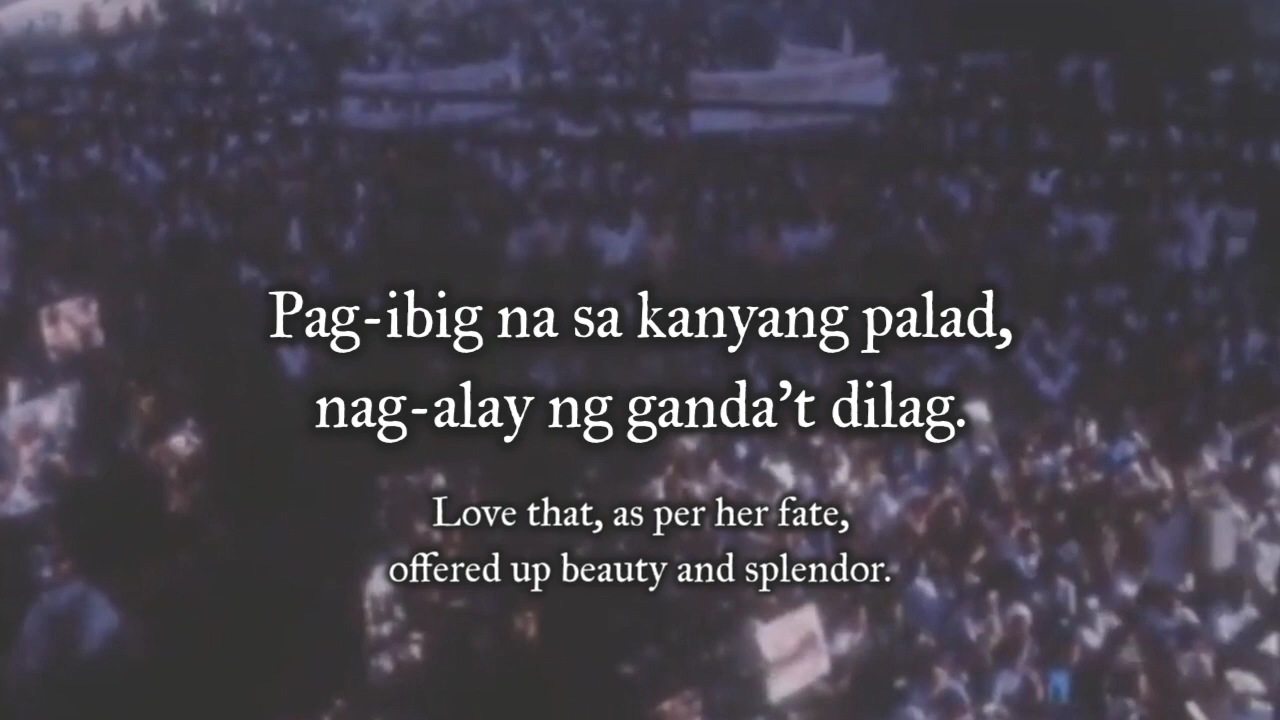 Pag-ibig na sa kanyang palad,
nag-alay ng ganda’t dilag.
Love that, as per her fate,
offered up beauty and splendor.